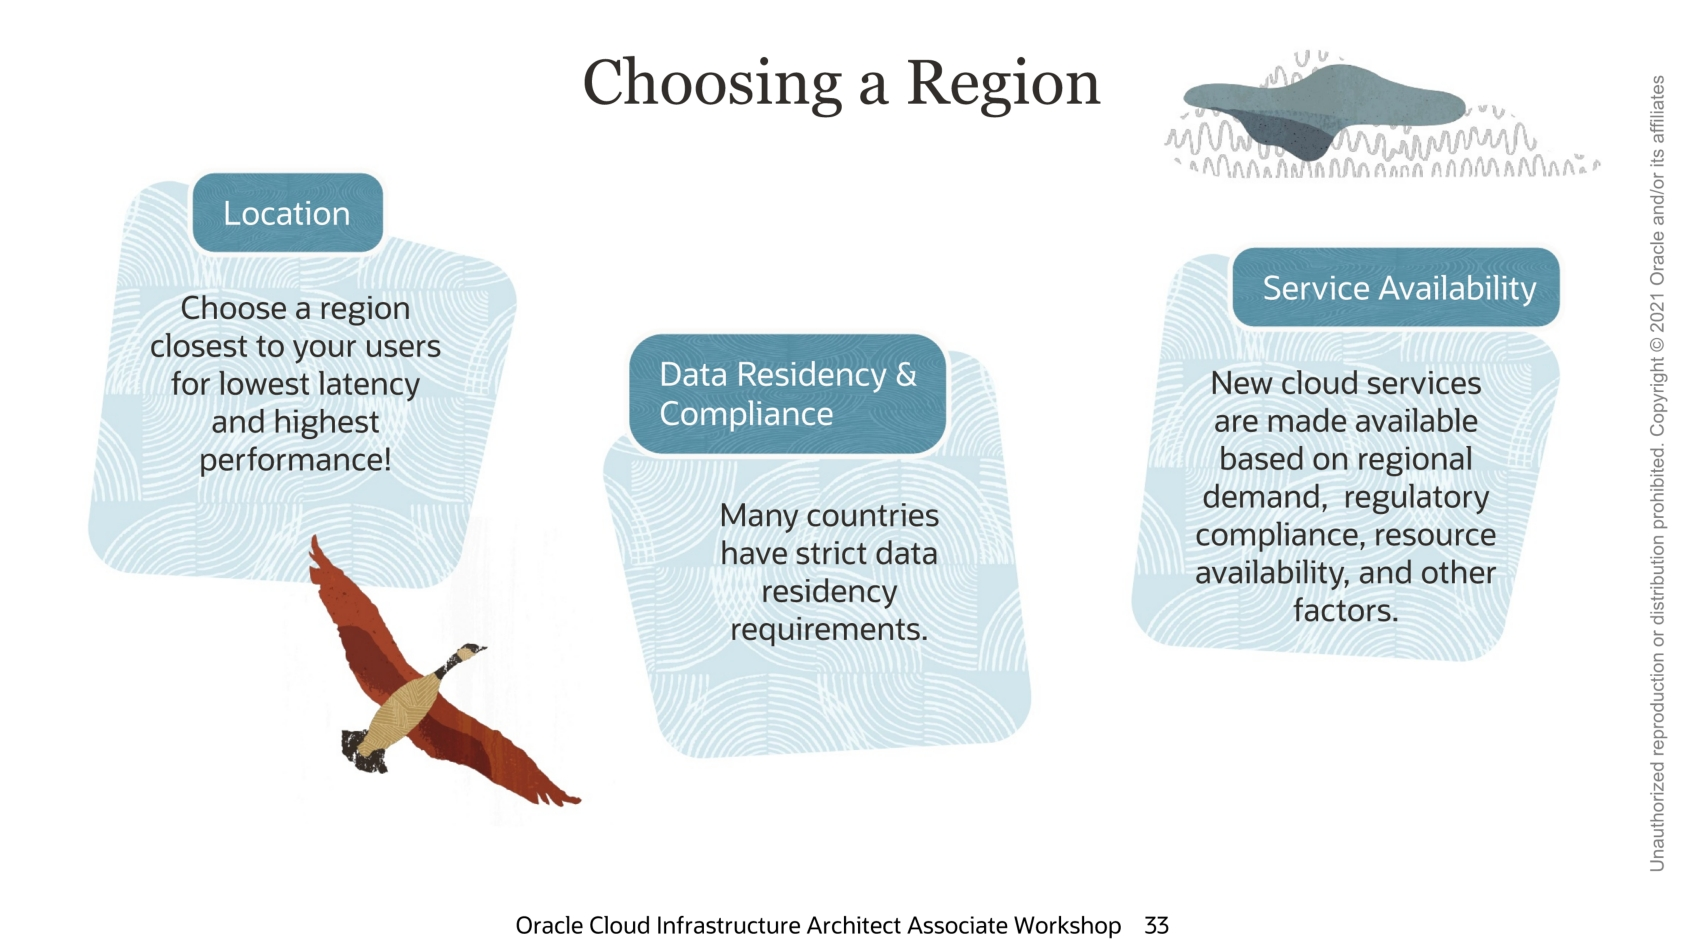 Choosing a Region
Location
Choose a region
closest to your users
for lowest latency
and highest
performance!
Data Residency &
Compliance
Many countries
have strict data
residency
requirements.
Service Availability
New cloud services
are made available
based on regional
demand,  regulatory
compliance, resource
availability, and other
factors.
Unauthorized reproduction or distribution prohibited. Copyright © 2021 Oracle and/or its affiliates
Oracle Cloud Infrastructure Architect Associate Workshop 33